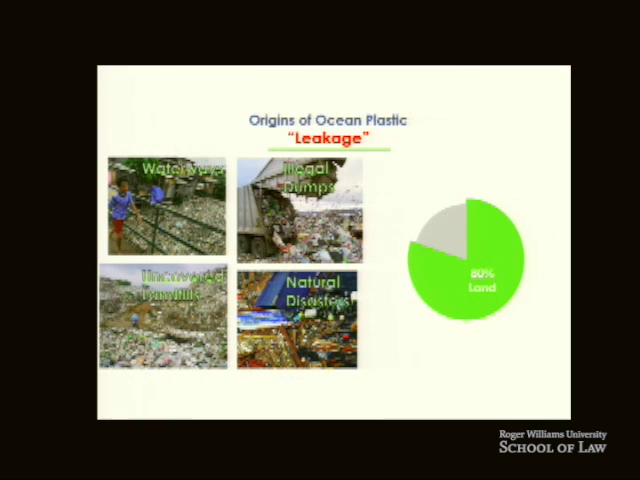 Origins of Ocean Plastic
"Leakage"
Waterways
Illegal
Dumps
Uncovered
Landfills
Natural
Disasters
80%
Land
Roger Williams University
SCHOOL OF LAW